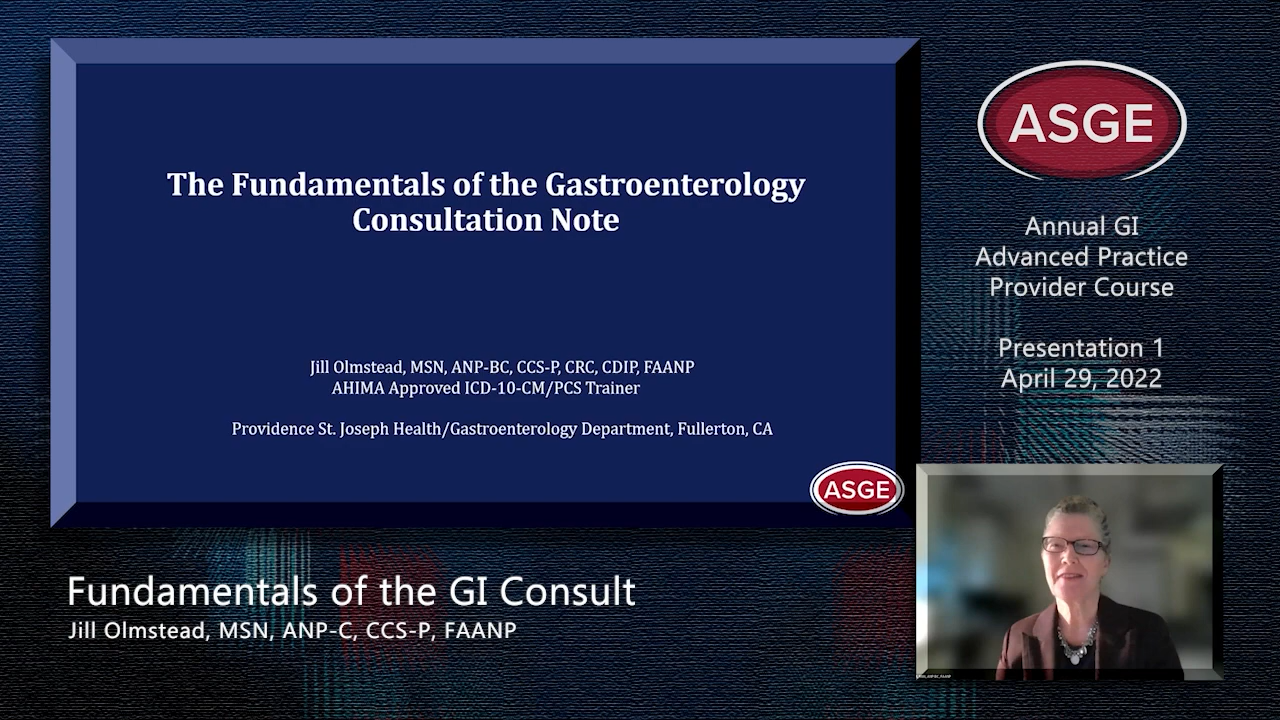 The Fundamentals of the Gastroenterology
Consultation Note
Jill Olmstead, MSN, ANP-BC, CCS-P, CRC, CDIP, FAANP
AHIMA Approved ICD-10-CM/PCS Trainer
Providence St. Joseph Health/Gastroenterology Department, Fullerton, CA
ASGE
ASGE
Annual GI
Advanced Practice
Provider Course
Presentation 1
April 29, 2022
Fundamentals of the GI Consult
Jill Olmstead, MSN, ANP-C, CCS-P, FAANP